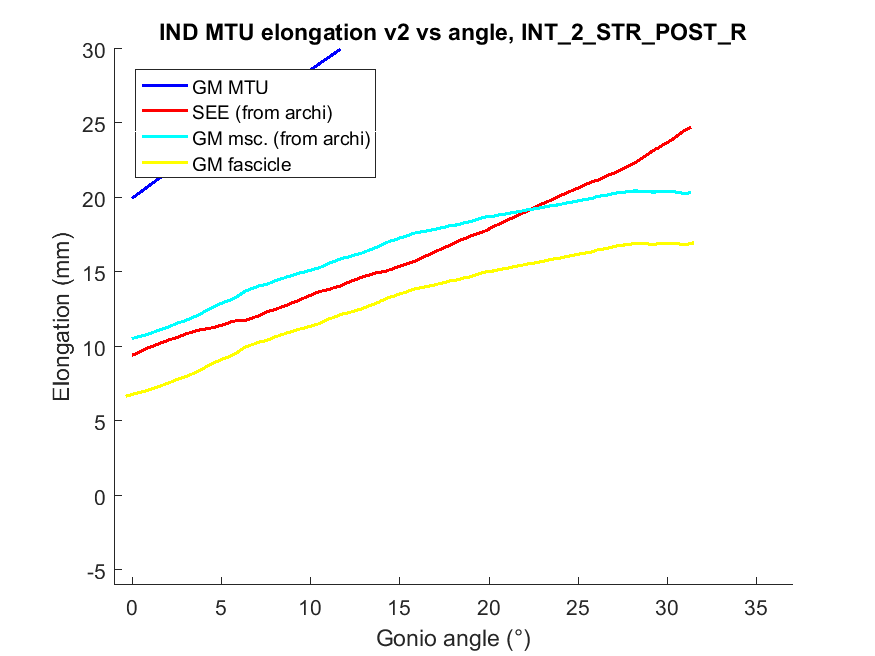 IND MTU elongation v2 vs angle, INT_2_STR_POST_R
30
GM MTU
SEE (from archi)
GM msc. (from archi)
GM fascicle
25
20
15
10
5
0
-5
Elongation (mm)
0 5 10 15 20 25 30 35
Gonio angle (°)